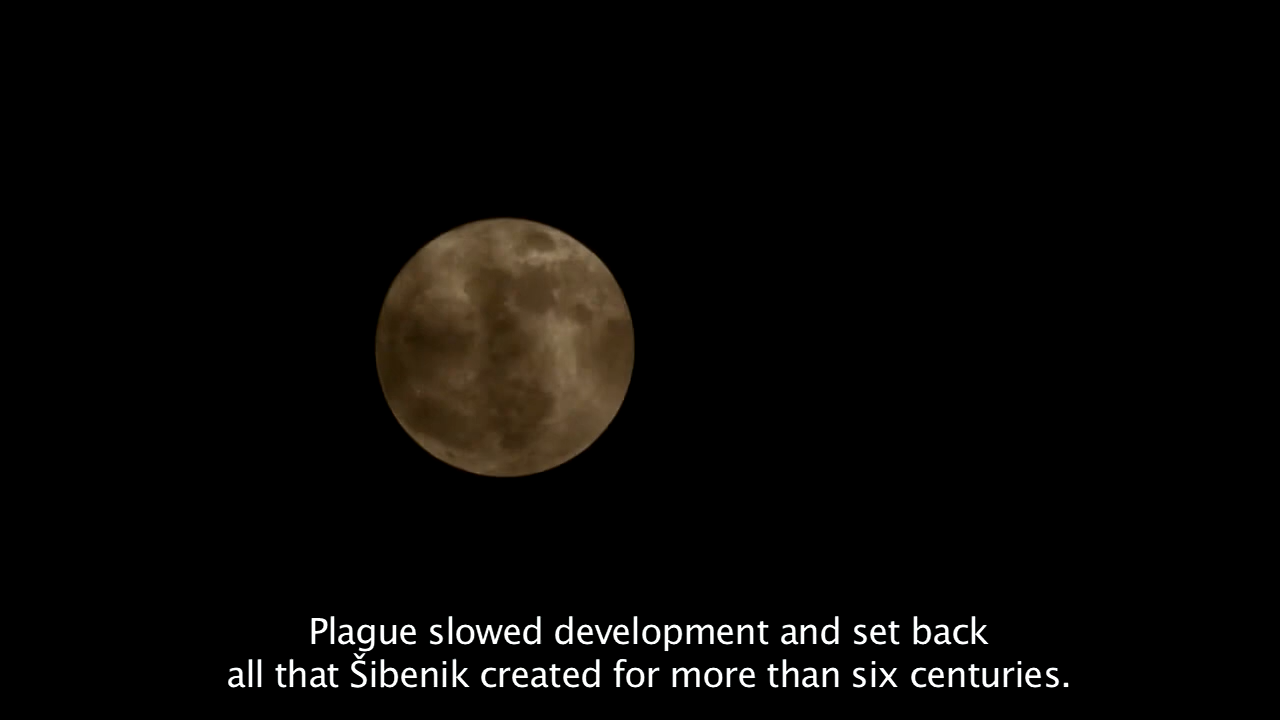 Plague slowed development and set back
all that Šibenik created for more than six centuries.